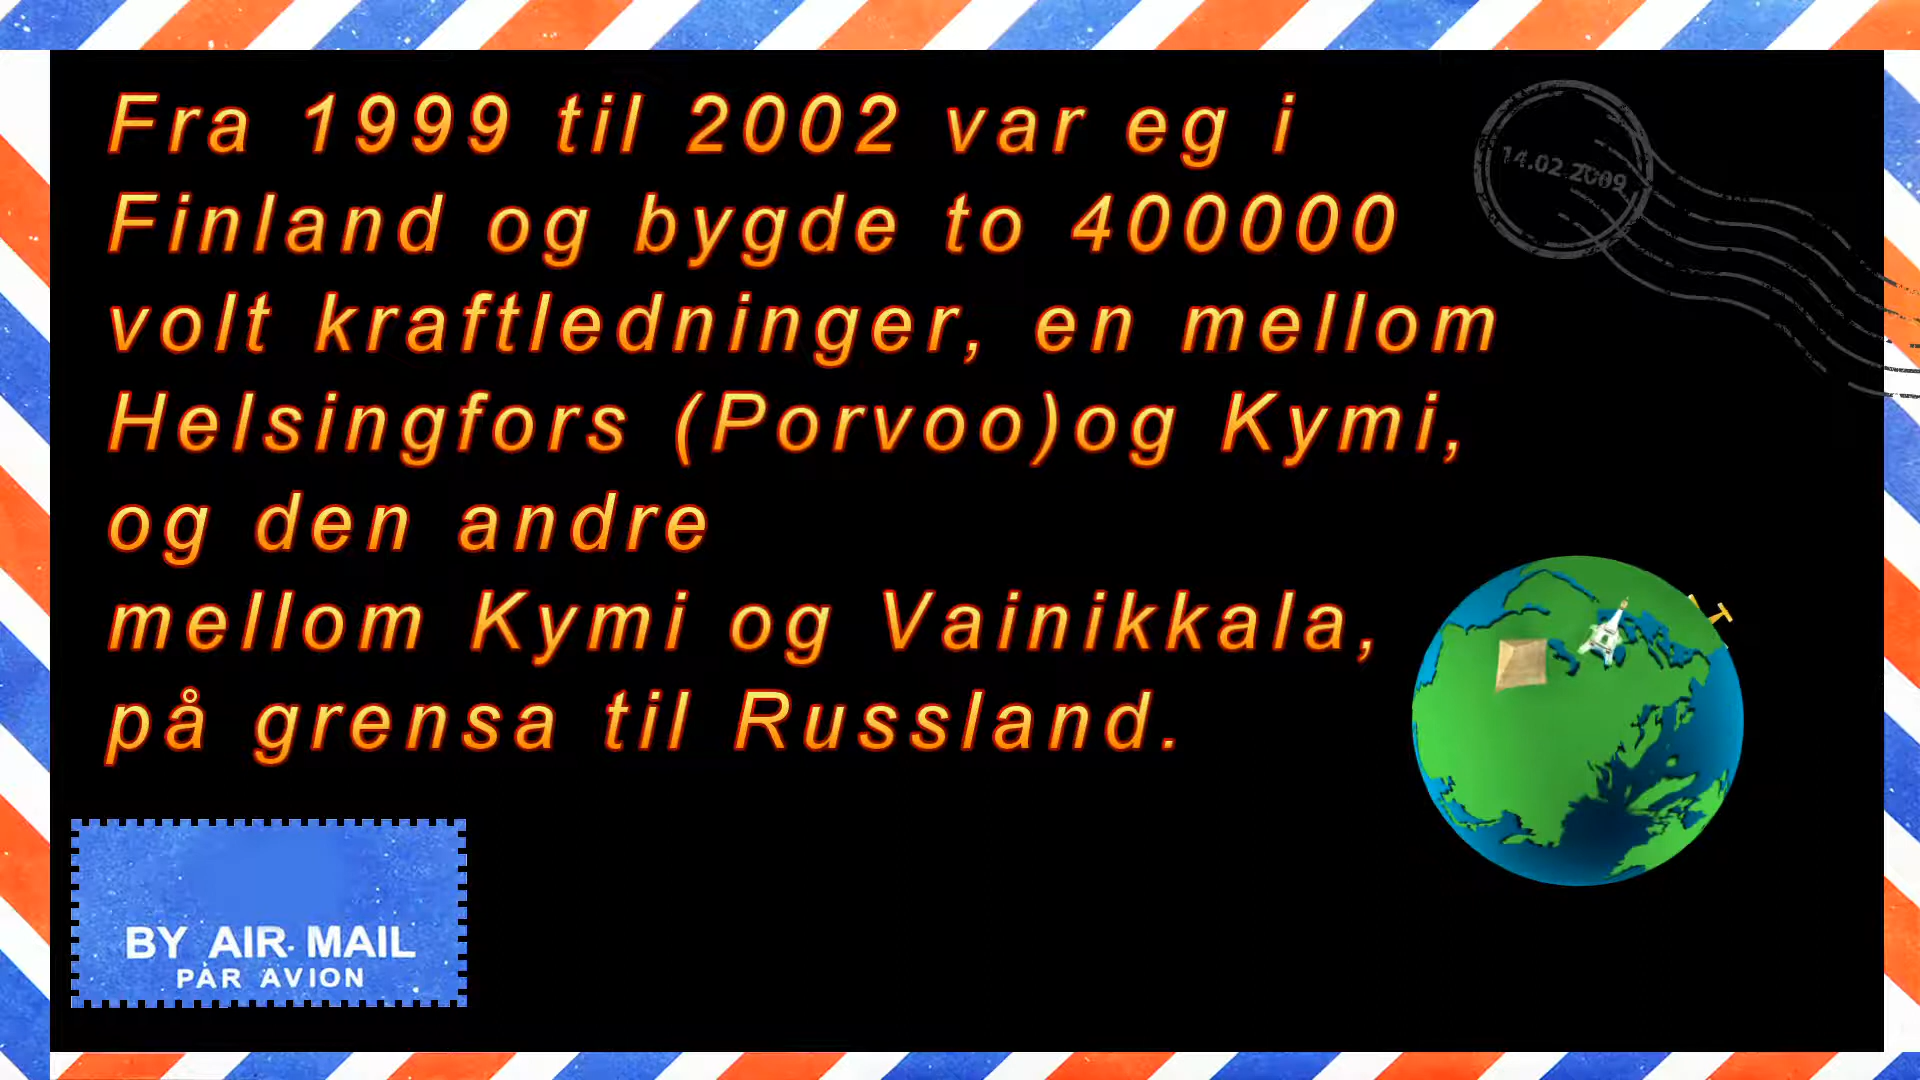 Fra 1999 til 2002 var eg i
Finland og bygde to 400000
volt kraftledninger, en mellom
Helsingfors (Porvoo)og Kymi,
og den andre
mellom Kymi og Vainikkala,
på grensa til Russland.
14.02 2009
BY AIR MAIL
PAR AVION